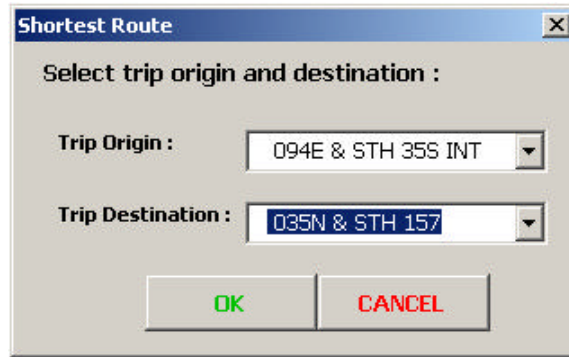 Shortest Route
Select trip origin and destination :
Trip Origin : 094E & STH 35S INT
Trip Destination : 035N & STH 157
OK CANCEL